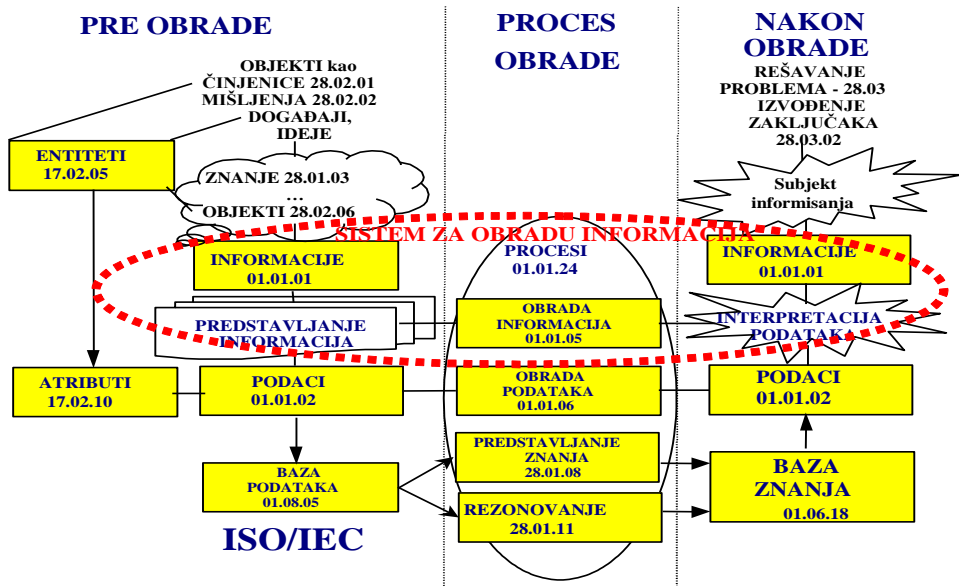 PRE OBRADE
PROCES
OBRADE
NAKON
OBRADE
OBJEKTI kao
ČINJENICE 28.02.01
MIŠLJENJA 28.02.02
DOGAĐAJI,
IDEJE
REŠAVANJE
PROBLEMA - 28.03
IZVOĐENJE
ZAKLJUČAKA
28.03.02
ENTITETI
17.02.05
ZNANJE 28.01.03
...
OBJEKTI 28.02.06
Subjekt
informisanja
SISTEM ZA OBRADU INFORMACIJA
INFORMACIJE
01.01.01
PROCESI
01.01.24
INFORMACIJE
01.01.01
PREDSTAVLJANJE
INFORMACIJA
OBRADA
INFORMACIJA
01.01.05
INTERPRETACIJA
PODATAKA
ATRIBUTI
17.02.10
PODACI
01.01.02
OBRADA
PODATAKA
01.01.06
PODACI
01.01.02
BAZA
PODATAKA
01.08.05
PREDSTAVLJANJE
ZNANJA
28.01.08
REZONOVANJE
28.01.11
BAZA
ZNANJA
01.06.18
ISO/IEC